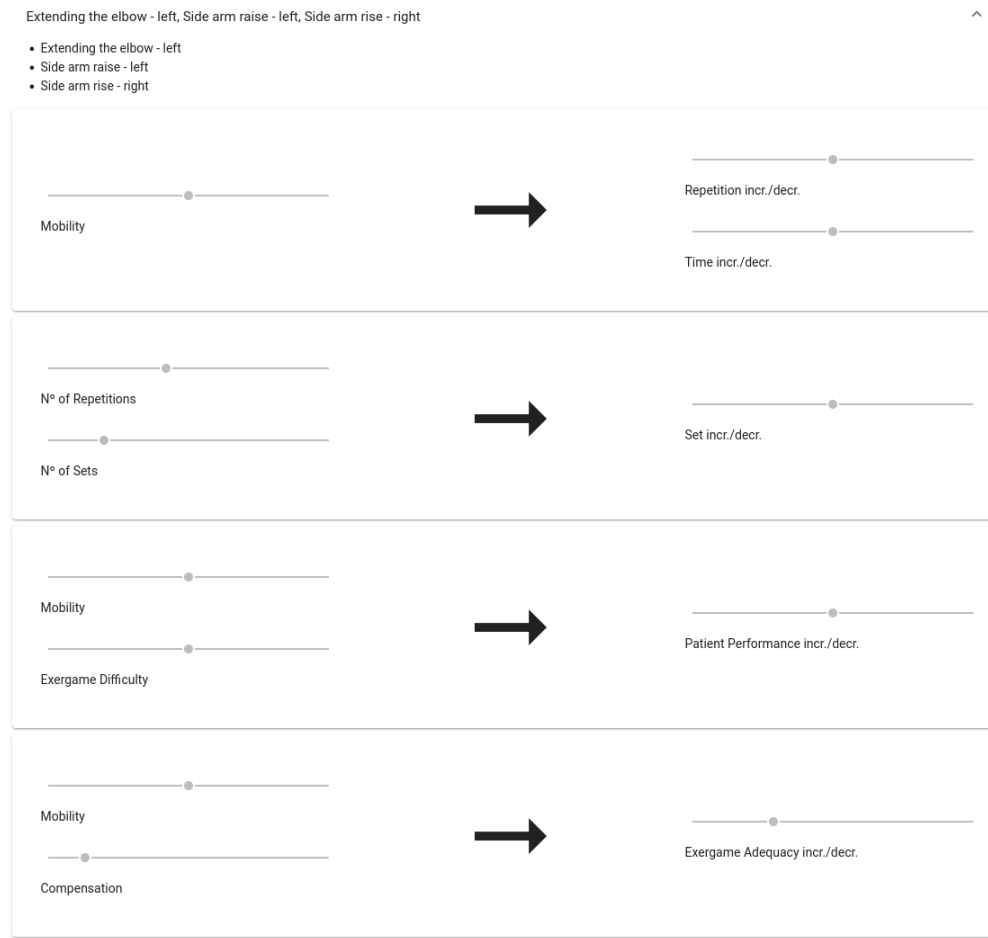 Extending the elbow - left, Side arm raise - left, Side arm rise - right
• Extending the elbow - left
• Side arm raise - left
• Side arm rise - right
Mobility
Repetition incr./decr.
Time incr./decr.
Nº of Repetitions
Nº of Sets
Set incr./decr.
Mobility
Exergame Difficulty
Patient Performance incr./decr.
Mobility
Compensation
Exergame Adequacy incr./decr.